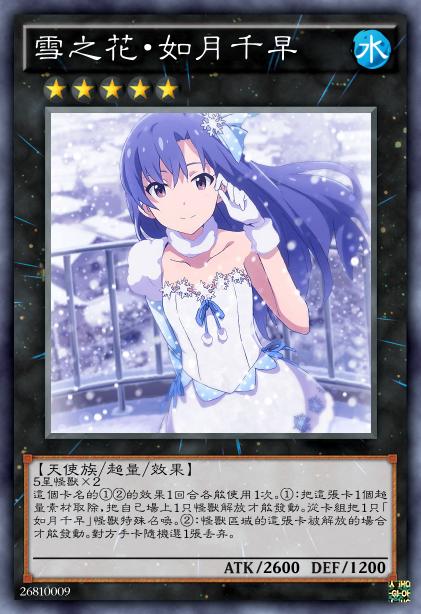 雪之花・如月千早
水
【天使族/超量/效果】
5星怪獸×2
這個卡名的①②的效果1回合各能使用1次。①:把這張卡1個超
量素材取除,把自己場上1只怪獸解放才能發動。從卡組把1只「
如月千早」怪獸特殊召喚。②:怪獸區域的這張卡被解放的場合
才能發動。對方手卡隨機選1張丟棄。
ATK/2600 DEF/1200
26810009